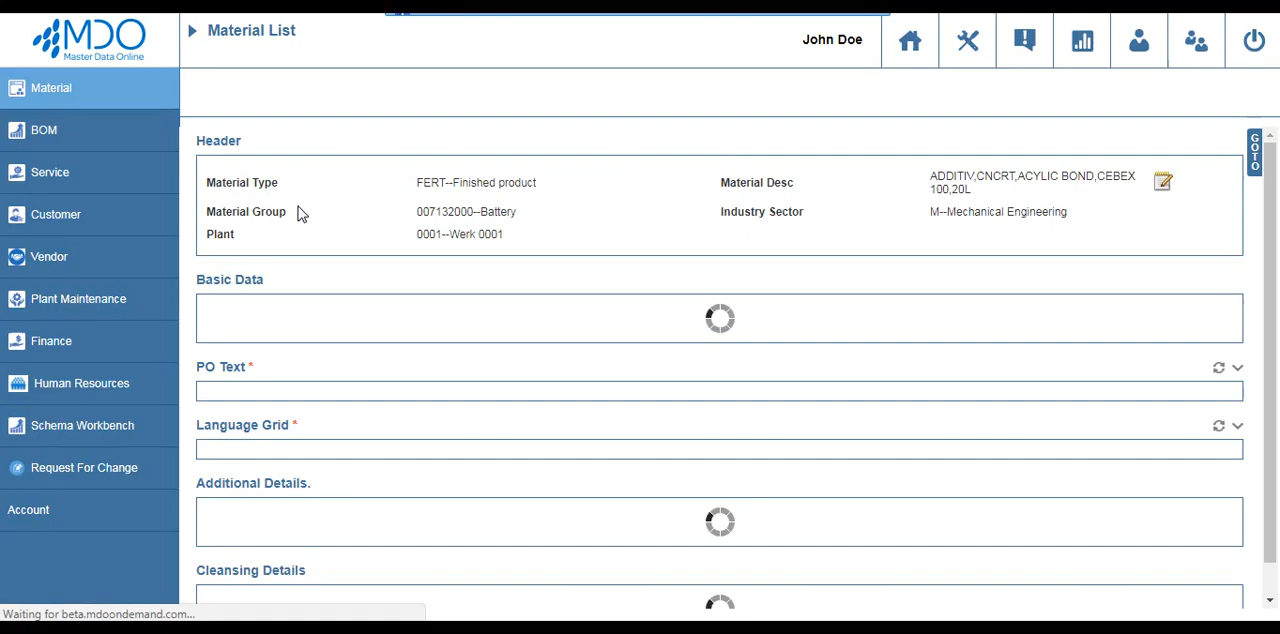 MDO
Master Data Online
Material List
John Doe
Material
BOM
Service
Customer
Vendor
Plant Maintenance
Finance
Human Resources
Schema Workbench
Request For Change
Account
Header
Material Type FERT--Finished product Material Desc ADDITIV,CNCRT,ACYLIC BOND,CEBEX
100,20L
Material Group 007132000--Battery Industry Sector M--Mechanical Engineering
Plant 0001--Werk 0001
GOTO
Basic Data
PO Text *
Language Grid *
Additional Details.
Cleansing Details
Waiting for beta.mdoondemand.com...